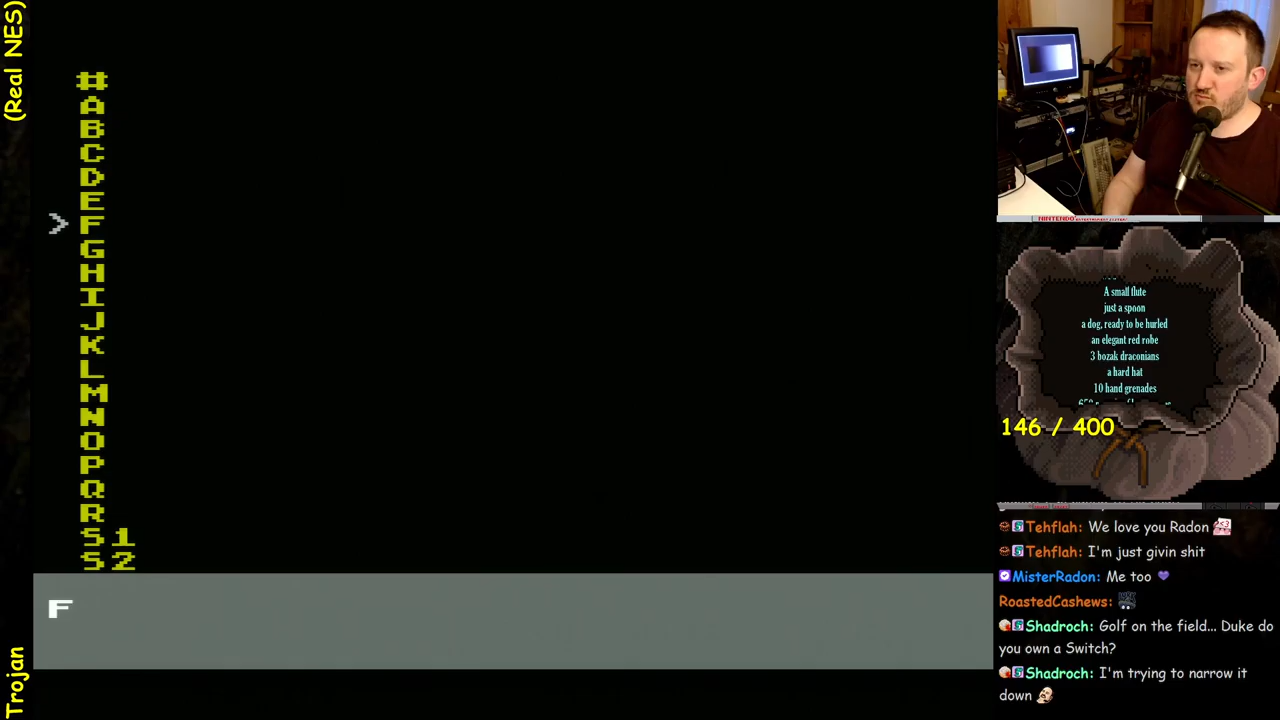 (Real NES)
Trojan
#
A
B
C
D
E
> F
G
H
I
J
K
L
M
N
O
P
Q
R
S 1
S 2
F
A small flute
just a spoon
a dog, ready to be hurled
an elegant red robe
3 bozak draconians
a hard hat
10 hand grenades
146 / 400
Tehflah: We love you Radon
Tehflah: I'm just givin shit
MisterRadon: Me too
RoastedCashews:
Shadroch: Golf on the field... Duke do
you own a Switch?
Shadroch: I'm trying to narrow it
down